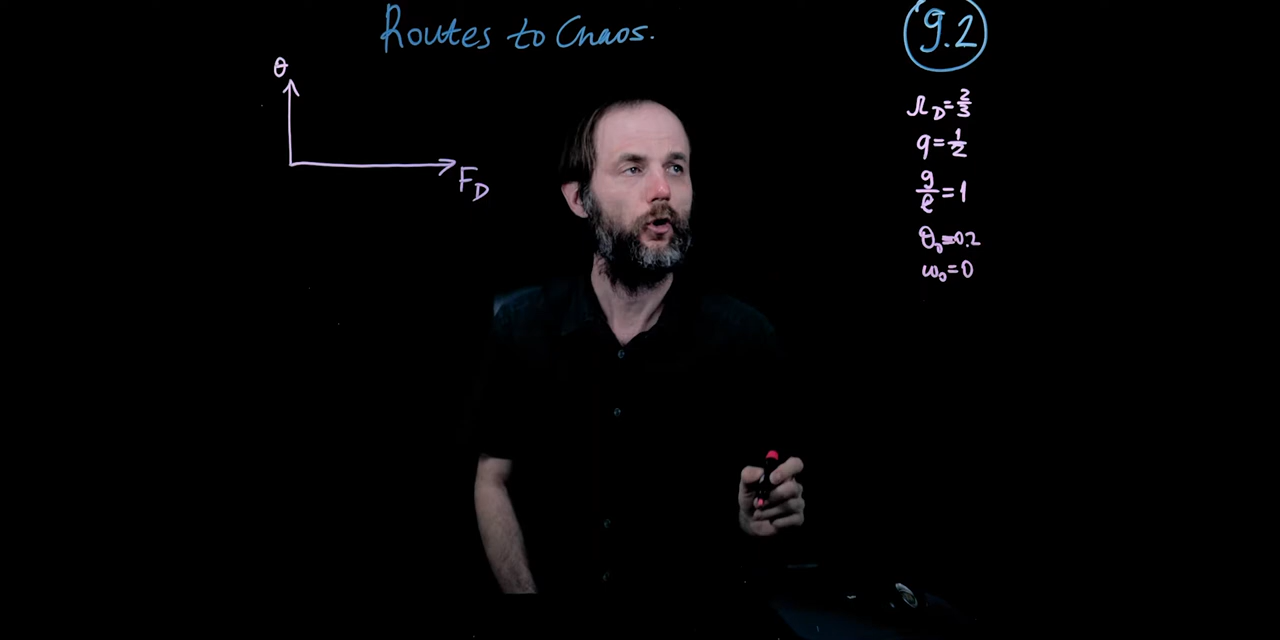 Routes to Chaos.
9.2
θ
F_D
Ω_D = 2/3
q = 1/2
g/ℓ = 1
θ₀ = 0.2
ω₀ = 0